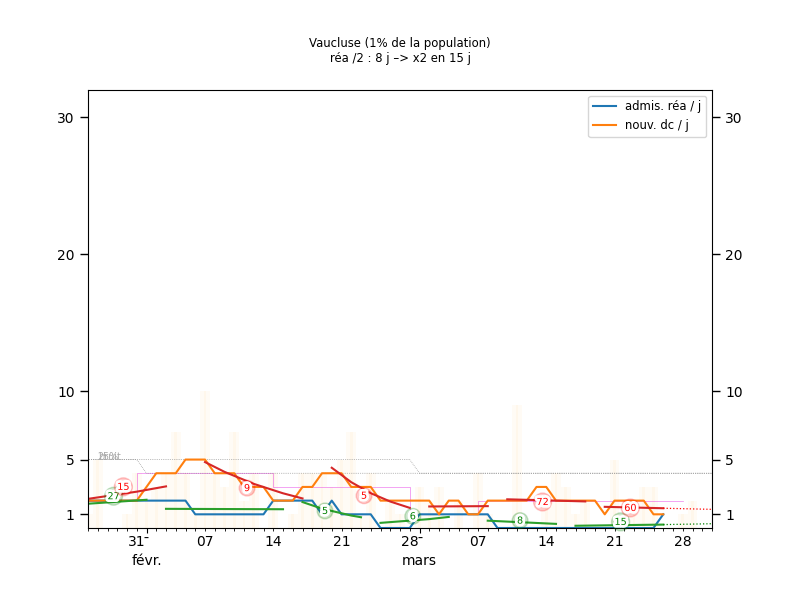 Vaucluse (1% de la population)
réa /2 : 8 j –> x2 en 15 j
admis. réa / j
nouv. dc / j
30 30
20 20
10 10
5 5
1 1
27 15 9 5 5 6 8 72 15 60
31 07 14 21 28 07 14 21 28
févr. mars